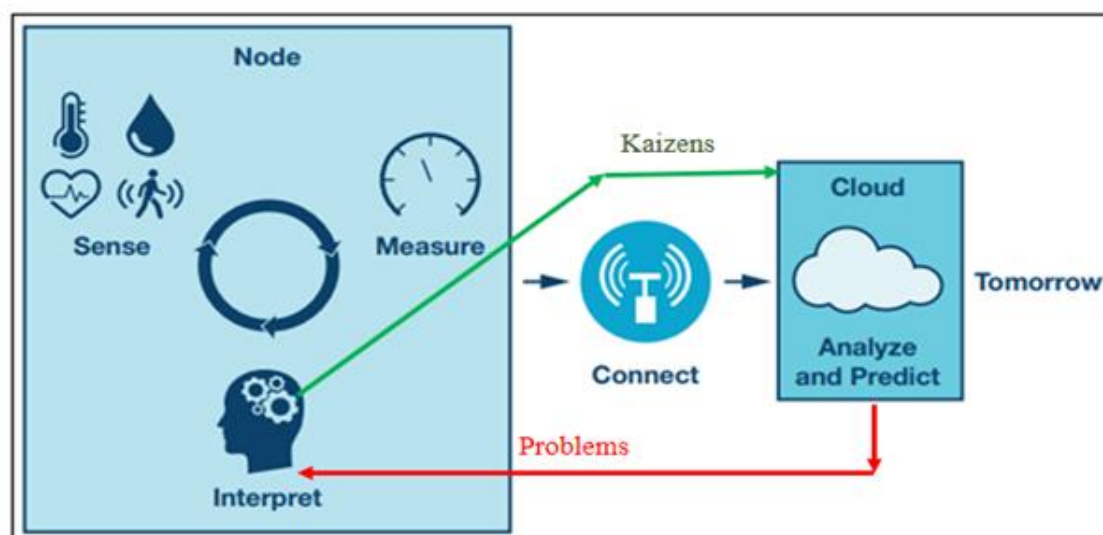 Node
Sense
Measure
Interpret
Kaizens
Connect
Problems
Cloud
Analyze
and Predict
Tomorrow